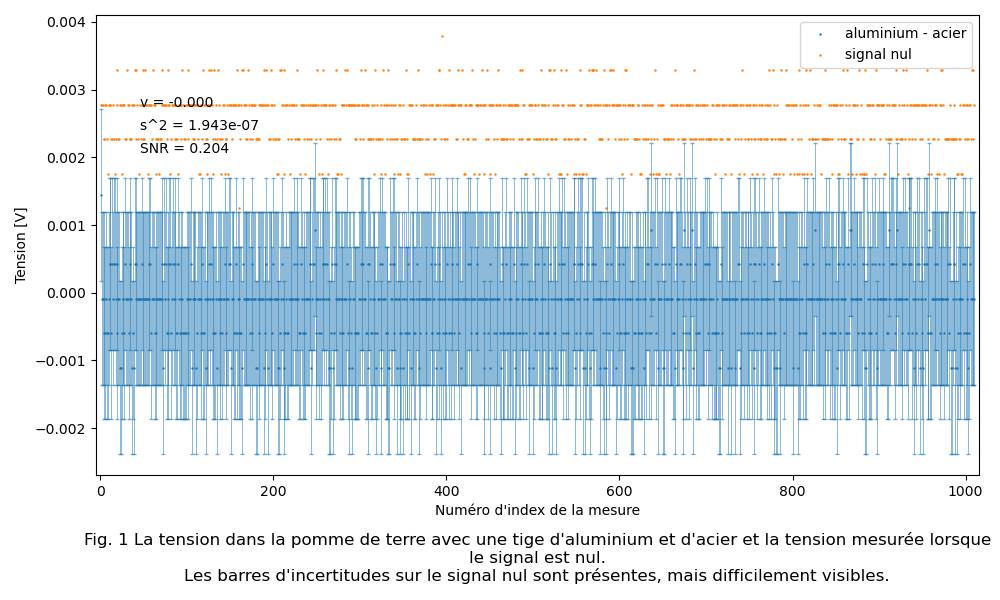 0.004
0.003
0.002
0.001
0.000
−0.001
−0.002
Tension [V]
aluminium - acier
signal nul
v = -0.000
s^2 = 1.943e-07
SNR = 0.204
0
200
400
600
800
1000
Numéro d'index de la mesure
Fig. 1 La tension dans la pomme de terre avec une tige d'aluminium et d'acier et la tension mesurée lorsque
le signal est nul.
Les barres d'incertitudes sur le signal nul sont présentes, mais difficilement visibles.